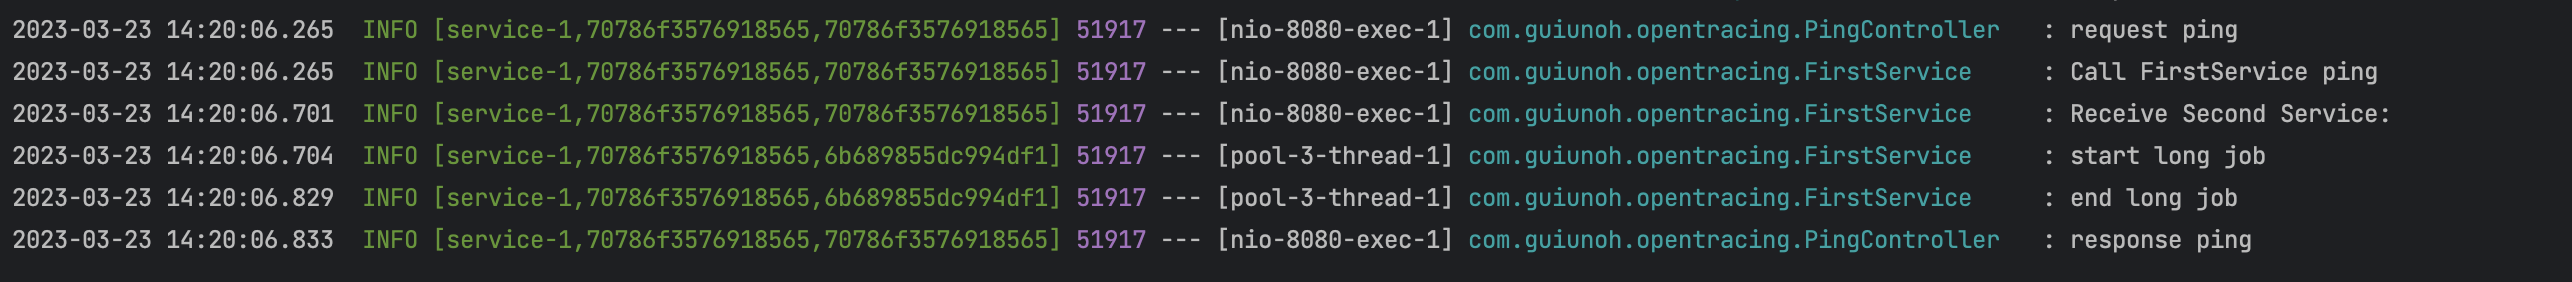 2023-03-23 14:20:06.265  INFO [service-1,70786f3576918565,70786f3576918565] 51917 --- [nio-8080-exec-1] com.guiunoh.opentracing.PingController   : request ping
2023-03-23 14:20:06.265  INFO [service-1,70786f3576918565,70786f3576918565] 51917 --- [nio-8080-exec-1] com.guiunoh.opentracing.FirstService     : Call FirstService ping
2023-03-23 14:20:06.701  INFO [service-1,70786f3576918565,70786f3576918565] 51917 --- [nio-8080-exec-1] com.guiunoh.opentracing.FirstService     : Receive Second Service:
2023-03-23 14:20:06.704  INFO [service-1,70786f3576918565,6b689855dc994df1] 51917 --- [pool-3-thread-1] com.guiunoh.opentracing.FirstService     : start long job
2023-03-23 14:20:06.829  INFO [service-1,70786f3576918565,6b689855dc994df1] 51917 --- [pool-3-thread-1] com.guiunoh.opentracing.FirstService     : end long job
2023-03-23 14:20:06.833  INFO [service-1,70786f3576918565,70786f3576918565] 51917 --- [nio-8080-exec-1] com.guiunoh.opentracing.PingController   : response ping